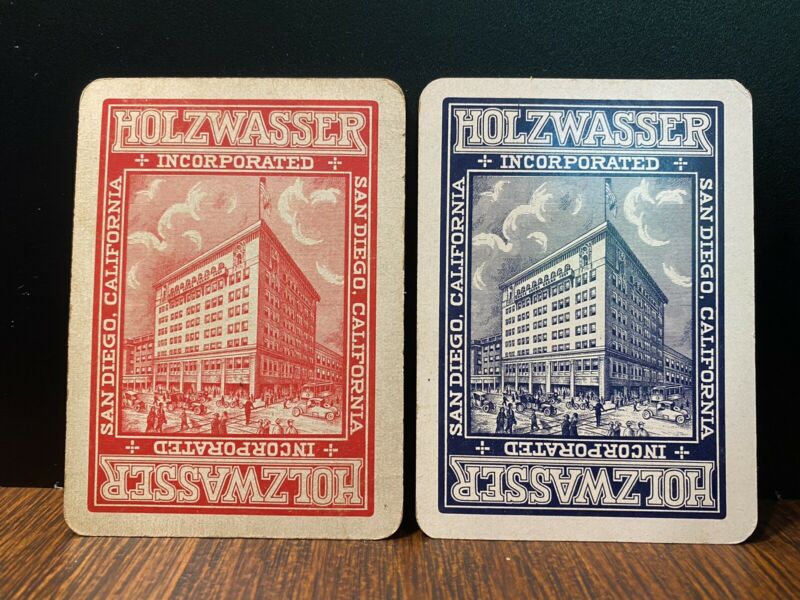 HOLZWASSER
INCORPORATED
SAN DIEGO, CALIFORNIA
SAN DIEGO, CALIFORNIA
INCORPORATED
HOLZWASSER
HOLZWASSER
INCORPORATED
SAN DIEGO, CALIFORNIA
SAN DIEGO, CALIFORNIA
INCORPORATED
HOLZWASSER